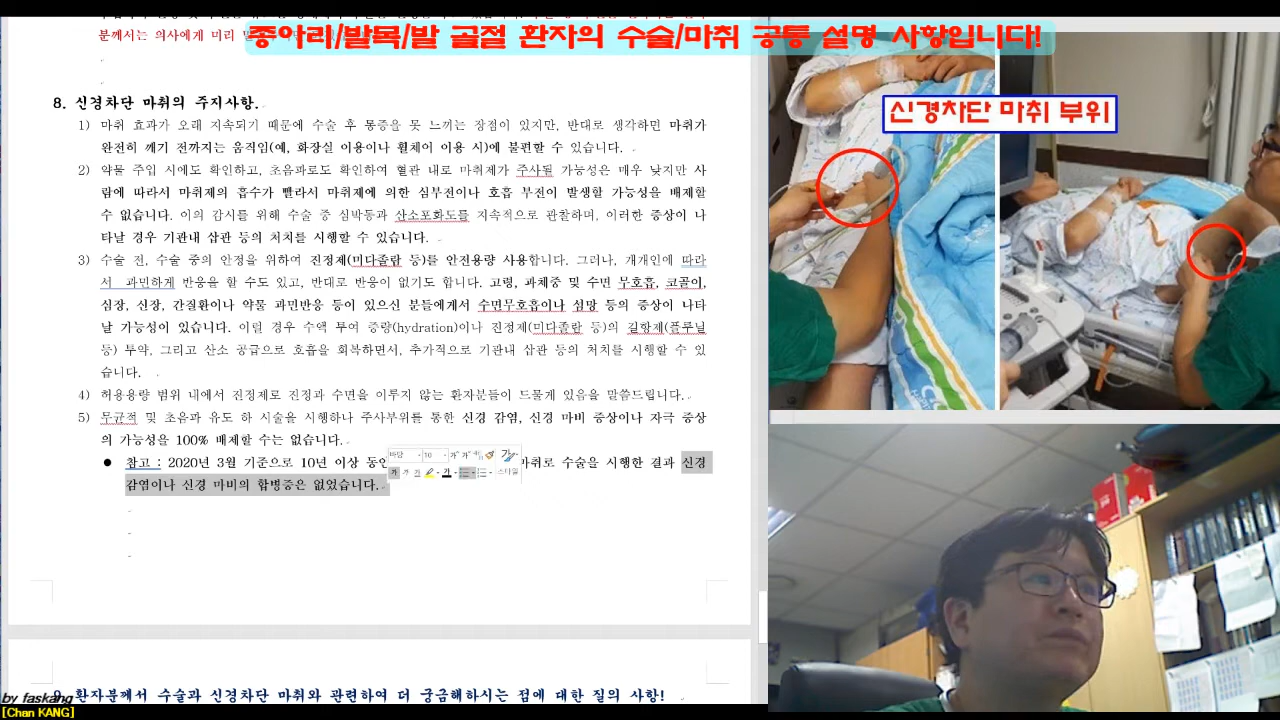 분께서는 의사에게 미리
종아리/발목/발 골절 환자의 수술/마취 공통 설명 사항입니다!
8. 신경차단 마취의 주지사항.
1) 마취 효과가 오래 지속되기 때문에 수술 후 못 느끼는 장점이 있지만, 반대로 생각하면 마취가
완전히 깨기 전까지는 움직임(예, 화장실 이용이나 휠체어 이용 시)에 불편할 수 있습니다.
2) 약물 주입 시에도 확인하고, 초음파로도 확인하여 혈관 내로 마취제가 주사될 가능성은 매우 낮지만 사
람에 따라서 마취제의 흡수가 빨라서 마취제에 의한 심부전이나 호흡 부전이 발생할 가능성을 배제할
수 없습니다. 이의 감시를 위해 수술 중 심박동과 산소포화도를 지속적으로 관찰하며, 이러한 증상이 나
타날 경우 기관내 삽관 등의 처치를 시행할 수 있습니다.
3) 수술 전, 수술 중의 안정을 위하여 진정제(미다졸람 등)를 안전용량 사용합니다. 그러나, 개개인에 따라
서 과민하게 반응을 할 수도 있고, 반대로 반응이 없기도 합니다. 고령, 과체중 및 수면 무호흡, 코골이,
심장, 신장, 간질환이나 약물 과민반응 등이 있으신 분들에게서 수면무호흡이나 섬망 등의 증상이 나타
날 가능성이 있습니다. 이럴 경우 수액 투여 증량(hydration)이나 진정제(미다졸람 등)의 길항제(플루닐
등) 투약, 그리고 산소 공급으로 호흡을 회복하면서, 추가적으로 기관내 삽관 등의 처치를 시행할 수 있
습니다.
4) 허용용량 범위 내에서 진정제로 진정과 수면을 이루지 않는 환자분들이 드물게 있음을 말씀드립니다.
5) 무균적 및 초음파 유도 하 시술을 시행하나 주사부위를 통한 신경 감염, 신경 마비 증상이나 자극 증상
의 가능성을 100% 배제할 수는 없습니다.
● 참고 : 2020년 3월 기준으로 10년 이상 동안 마취로 수술을 시행한 결과 신경
감염이나 신경 마비의 합병증은 없었습니다.
바탕 10 가 가
가 가 가 스타일
9. 환자분께서 수술과 신경차단 마취와 관련하여 더 궁금해하시는 점에 대한 질의 사항!
by faskang
[Chan KANG]
신경차단 마취 부위